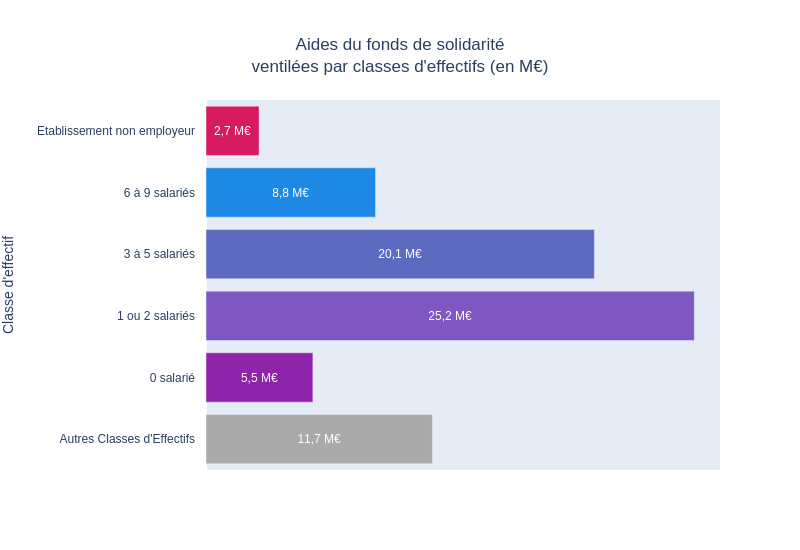 Aides du fonds de solidarité
ventilées par classes d'effectifs (en M€)
Classe d'effectif
Etablissement non employeur
2,7 M€
6 à 9 salariés
8,8 M€
3 à 5 salariés
20,1 M€
1 ou 2 salariés
25,2 M€
0 salarié
5,5 M€
Autres Classes d'Effectifs
11,7 M€